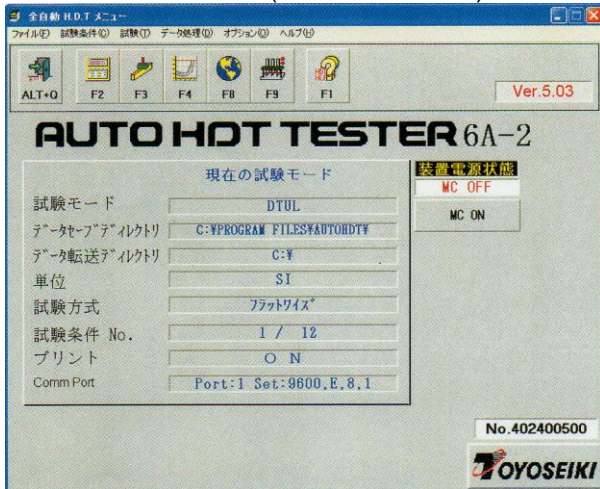 全自動 H.D.T メニュー
ファイル(F) 試験条件(C) 試験(T) データ処理(D) オプション(O) ヘルプ(H)
ALT+Q F2 F3 F4 F8 F9 F1
Ver.5.03
AUTO HDT TESTER 6A-2
現在の試験モード
装置電源状態
MC OFF
MC ON
試験モード DTUL
データセーブディレクトリ C:¥PROGRAM FILES¥AUTOHDT¥
データ転送ディレクトリ C:¥
単位 SI
試験方式 フラットワイズ
試験条件 No. 1 / 12
プリント ON
Comm Port Port:1 Set:9600,E,8,1
No.402400500
TOYOSEIKI